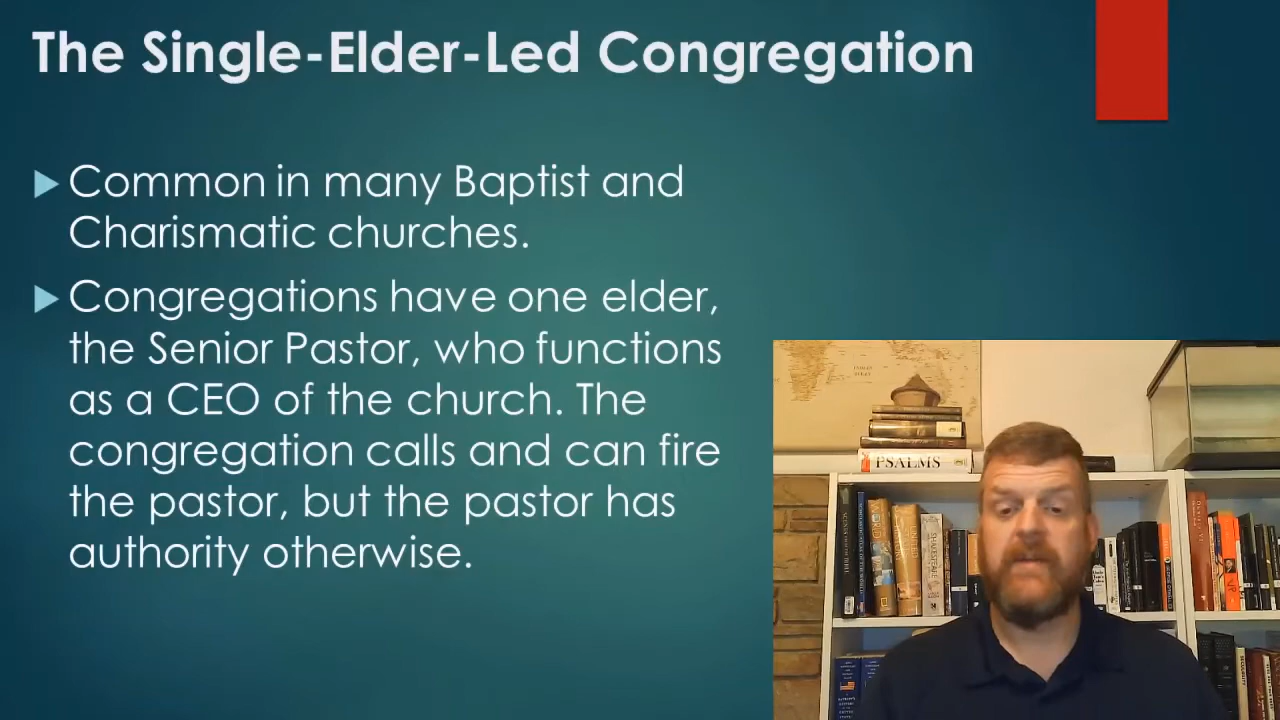 The Single-Elder-Led Congregation
Common in many Baptist and
Charismatic churches.
Congregations have one elder,
the Senior Pastor, who functions
as a CEO of the church. The
congregation calls and can fire
the pastor, but the pastor has
authority otherwise.
PSALMS
WORLD
SHAKESPEARE